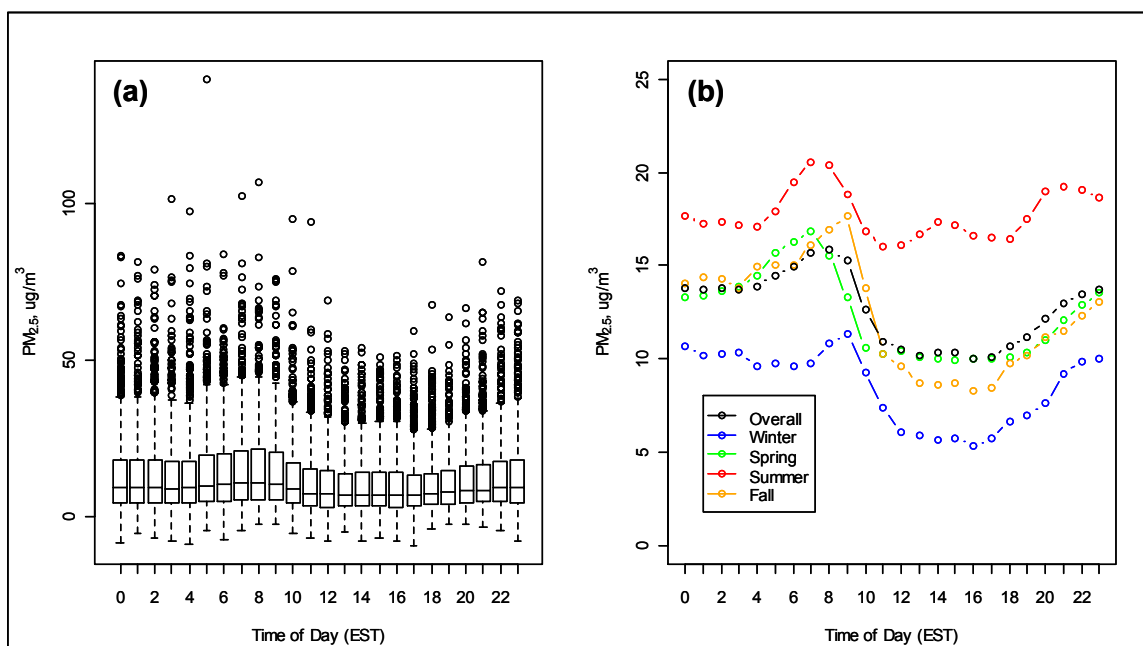 (a)
PM2.5, ug/m3
100
50
0
0 2 4 6 8 10 12 14 16 18 20 22
Time of Day (EST)
(b)
PM2.5, ug/m3
25
20
15
10
5
0
Overall
Winter
Spring
Summer
Fall
0 2 4 6 8 10 12 14 16 18 20 22
Time of Day (EST)